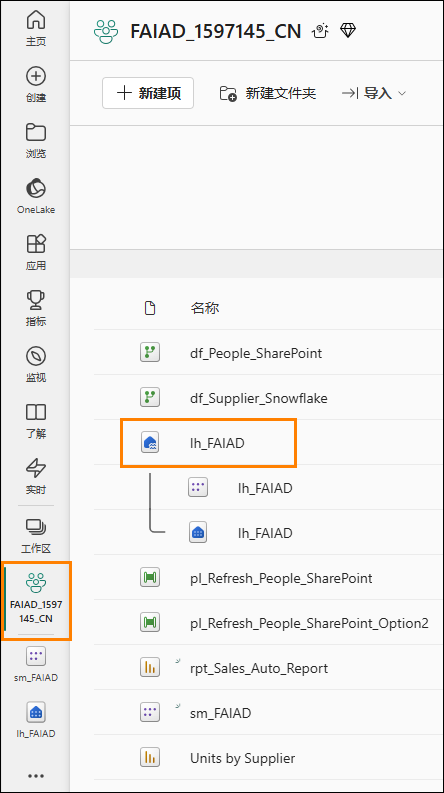 主页
创建
浏览
OneLake
应用
指标
监视
了解
实时
工作区
FAIAD_1597
145_CN
sm_FAIAD
lh_FAIAD
FAIAD_1597145_CN
新建项
新建文件夹
导入
名称
df_People_SharePoint
df_Supplier_Snowflake
lh_FAIAD
lh_FAIAD
lh_FAIAD
pl_Refresh_People_SharePoint
pl_Refresh_People_SharePoint_Option2
rpt_Sales_Auto_Report
sm_FAIAD
Units by Supplier